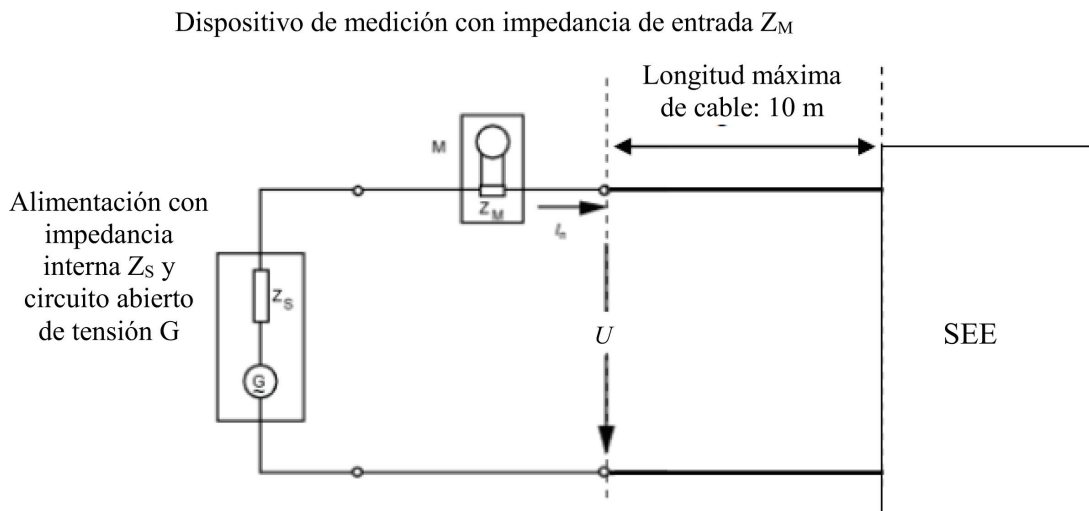 Dispositivo de medición con impedancia de entrada Z_M
Longitud máxima
de cable: 10 m
M
Z_M
I_n
Alimentación con
impedancia
interna Z_S y
circuito abierto
de tensión G
Z_S
G
U
SEE